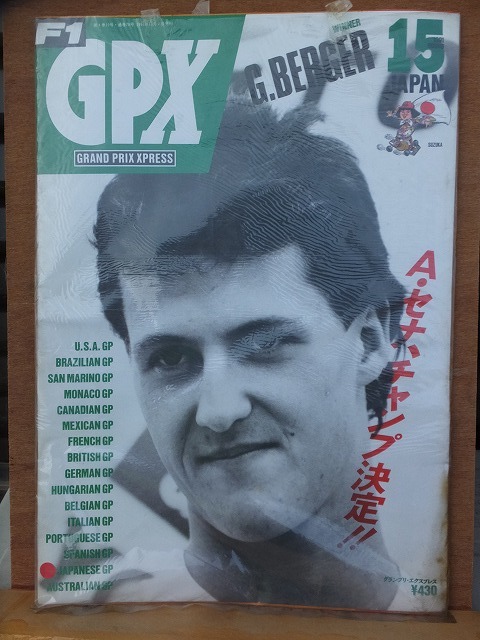 F1
GPX
GRAND PRIX XPRESS
WINNER
G.BERGER
15
JAPAN
SUZUKA
A・セナ、チャンプ決定!!
U.S.A. GP
BRAZILIAN GP
SAN MARINO GP
MONACO GP
CANADIAN GP
MEXICAN GP
FRENCH GP
BRITISH GP
GERMAN GP
HUNGARIAN GP
BELGIAN GP
ITALIAN GP
PORTUGUESE GP
SPANISH GP
JAPANESE GP
AUSTRALIAN GP
グランプリ・エクスプレス
¥430